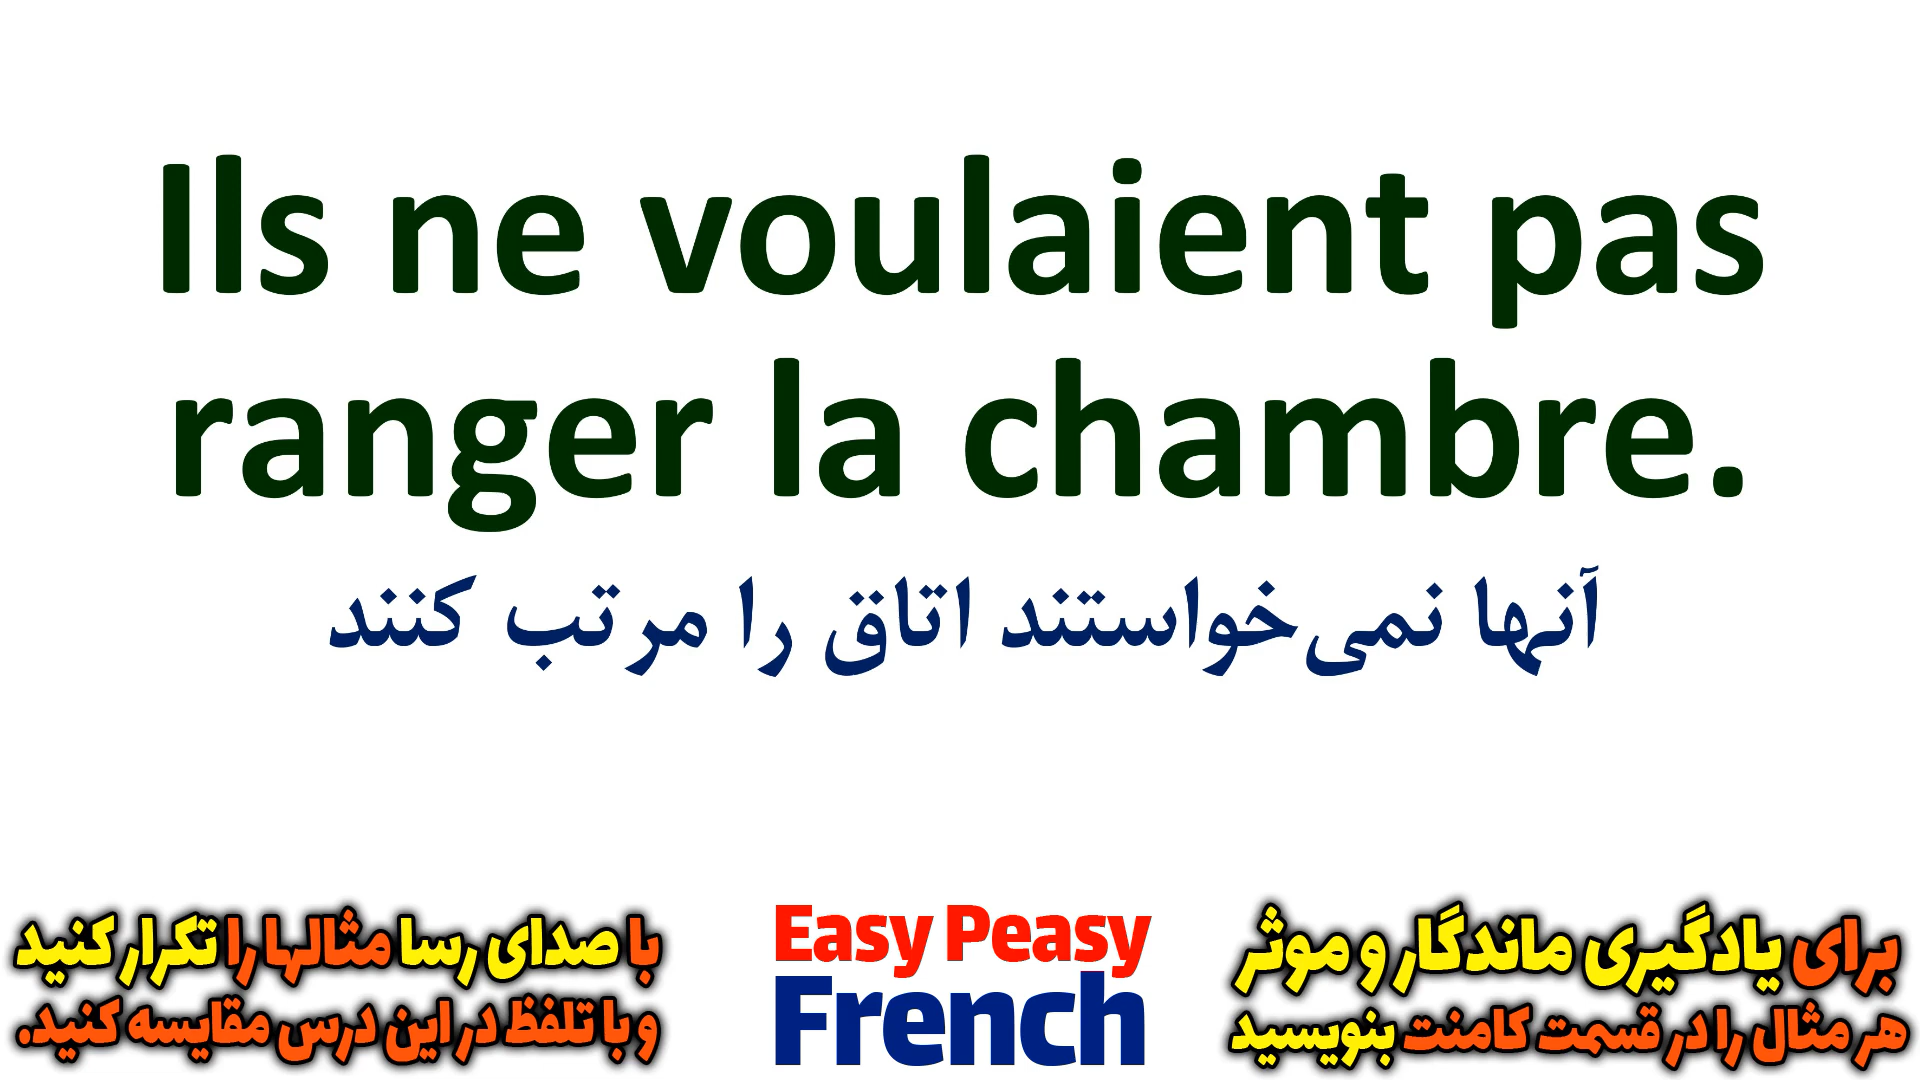 Ils ne voulaient pas
ranger la chambre.
آنها نمی‌خواستند اتاق را مرتب کنند
برای یادگیری ماندگار و موثر
هر مثال را در قسمت کامنت بنویسید
Easy Peasy
French
با صدای رسا مثالها را تکرار کنید
و با تلفظ در این درس مقایسه کنید.